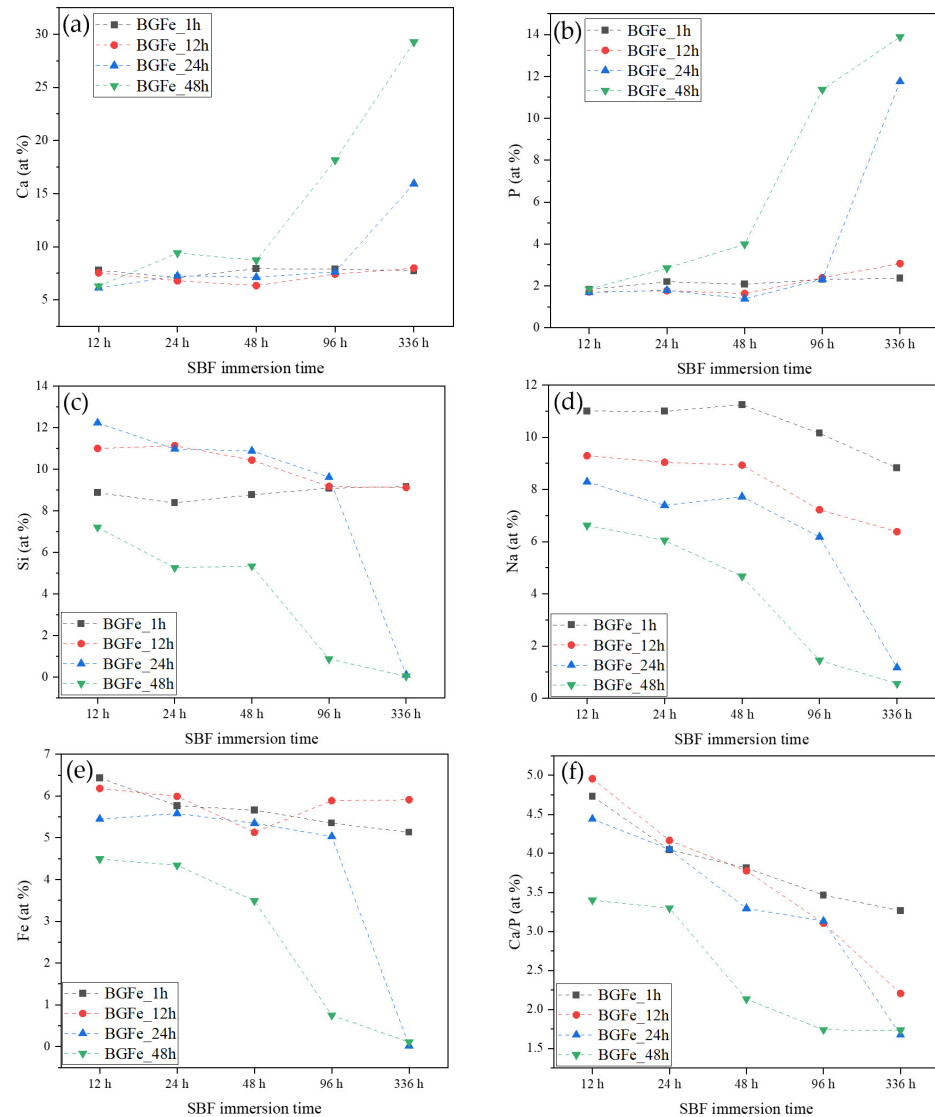 (a)
BGFe_1h
BGFe_12h
BGFe_24h
BGFe_48h
30
25
20
15
10
5
Ca (at %)
12 h
24 h
48 h
96 h
336 h
SBF immersion time
(b)
BGFe_1h
BGFe_12h
BGFe_24h
BGFe_48h
14
12
10
8
6
4
2
0
P (at %)
12 h
24 h
48 h
96 h
336 h
SBF immersion time
(c)
14
12
10
8
6
4
2
0
Si (at %)
BGFe_1h
BGFe_12h
BGFe_24h
BGFe_48h
12 h
24 h
48 h
96 h
336 h
SBF immersion time
(d)
12
10
8
6
4
2
0
Na (at %)
BGFe_1h
BGFe_12h
BGFe_24h
BGFe_48h
12 h
24 h
48 h
96 h
336 h
SBF immersion time
(e)
7
6
5
4
3
2
1
0
Fe (at %)
BGFe_1h
BGFe_12h
BGFe_24h
BGFe_48h
12 h
24 h
48 h
96 h
336 h
SBF immersion time
(f)
5.0
4.5
4.0
3.5
3.0
2.5
2.0
1.5
Ca/P (at %)
BGFe_1h
BGFe_12h
BGFe_24h
BGFe_48h
12 h
24 h
48 h
96 h
336 h
SBF immersion time